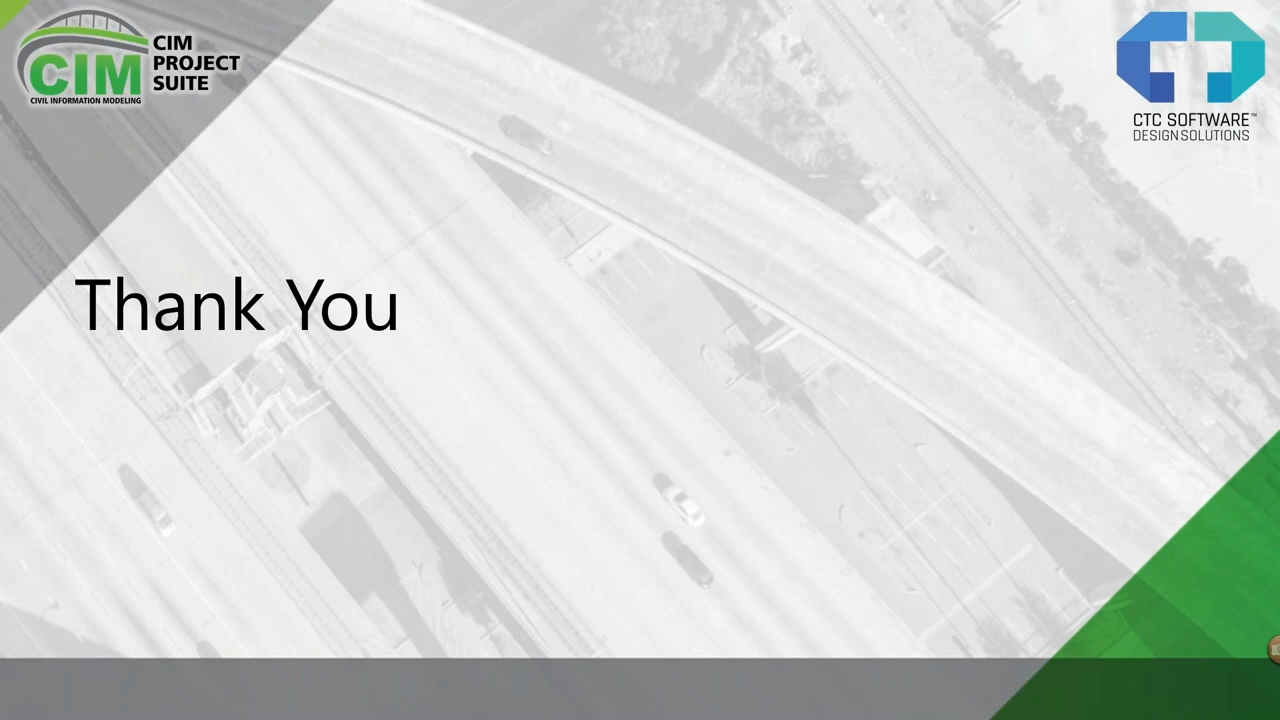 CIM
CIVIL INFORMATION MODELING
CIM
PROJECT
SUITE
CTC SOFTWARE™
DESIGN SOLUTIONS
Thank You